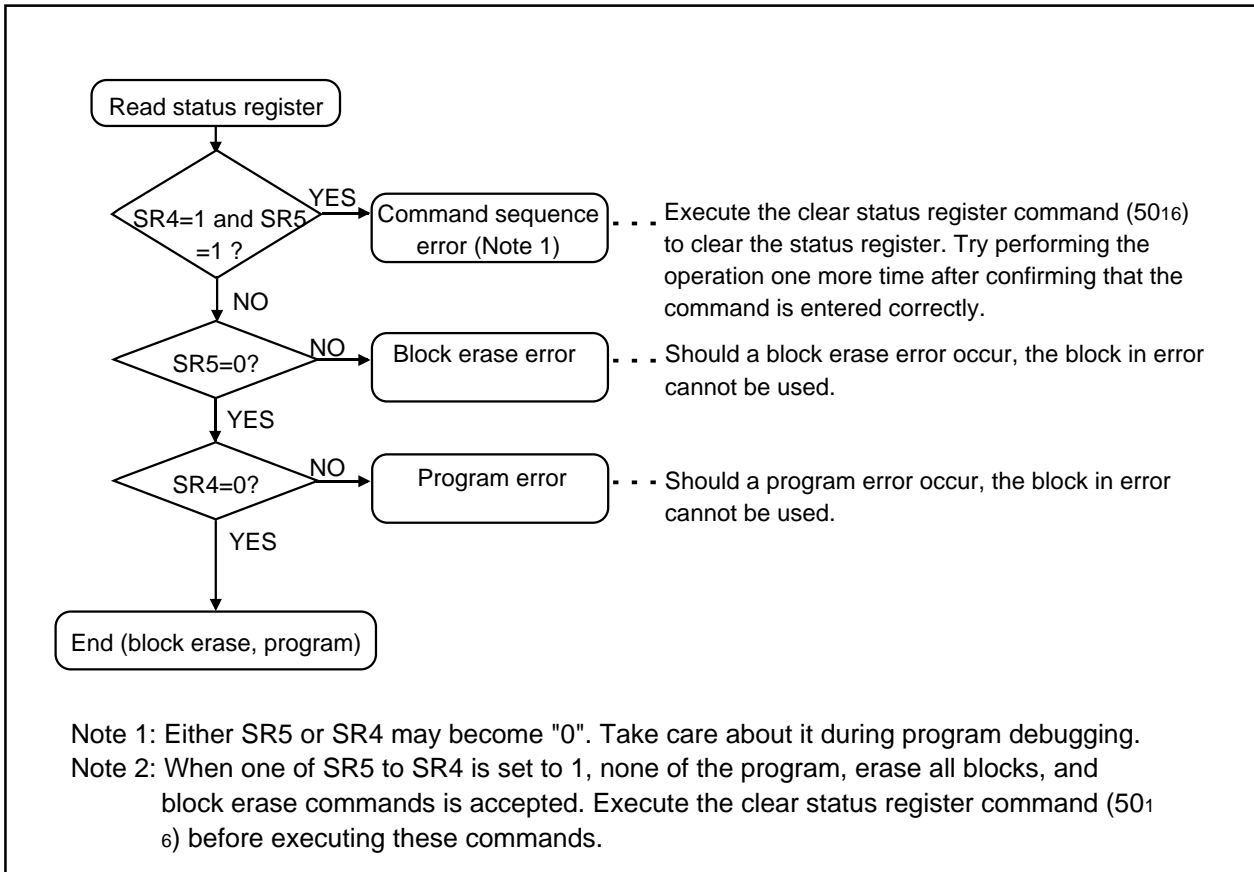 Read status register
SR4=1 and SR5
=1 ?
YES
Command sequence
error (Note 1)
Execute the clear status register command (5016)
to clear the status register. Try performing the
operation one more time after confirming that the
command is entered correctly.
NO
SR5=0?
NO
Block erase error
Should a block erase error occur, the block in error
cannot be used.
YES
SR4=0?
NO
Program error
Should a program error occur, the block in error
cannot be used.
YES
End (block erase, program)
Note 1: Either SR5 or SR4 may become "0". Take care about it during program debugging.
Note 2: When one of SR5 to SR4 is set to 1, none of the program, erase all blocks, and
block erase commands is accepted. Execute the clear status register command (501
6) before executing these commands.